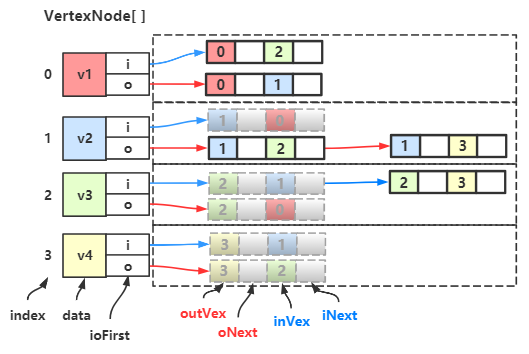 VertexNode[ ]
0 v1 i 0 2
o 0 1
1 v2 i 1 0
o 1 2 1 3
2 v3 i 2 1 2 3
o 2 0
3 v4 i 3 1
o 3 2
index data ioFirst outVex oNext inVex iNext